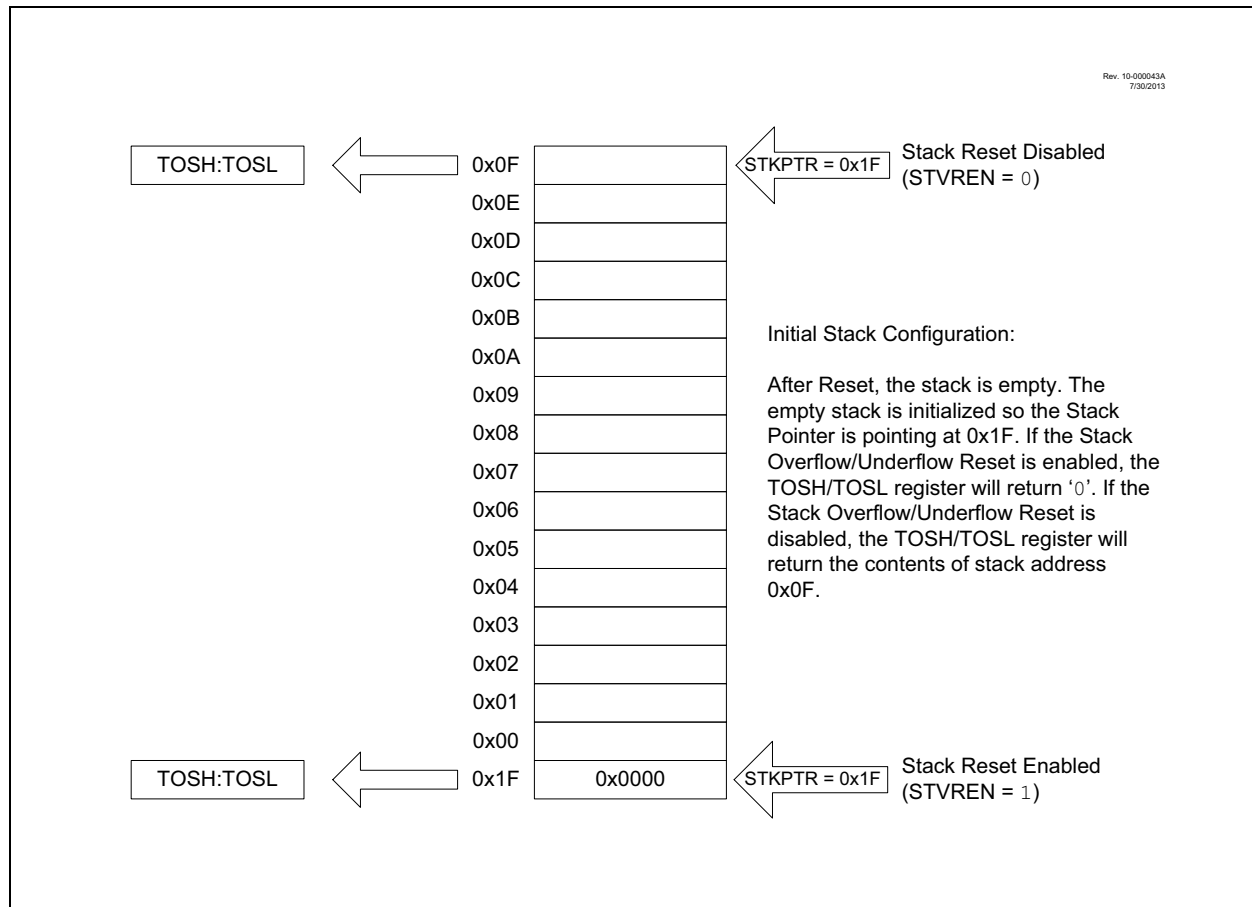 Rev. 10-000043A
7/30/2013
TOSH:TOSL
0x0F
STKPTR = 0x1F
Stack Reset Disabled
(STVREN = 0)
0x0E
0x0D
0x0C
0x0B
0x0A
0x09
0x08
0x07
0x06
0x05
0x04
0x03
0x02
0x01
0x00
Initial Stack Configuration:
After Reset, the stack is empty. The
empty stack is initialized so the Stack
Pointer is pointing at 0x1F. If the Stack
Overflow/Underflow Reset is enabled, the
TOSH/TOSL register will return ‘0’. If the
Stack Overflow/Underflow Reset is
disabled, the TOSH/TOSL register will
return the contents of stack address
0x0F.
TOSH:TOSL
0x1F
0x0000
STKPTR = 0x1F
Stack Reset Enabled
(STVREN = 1)